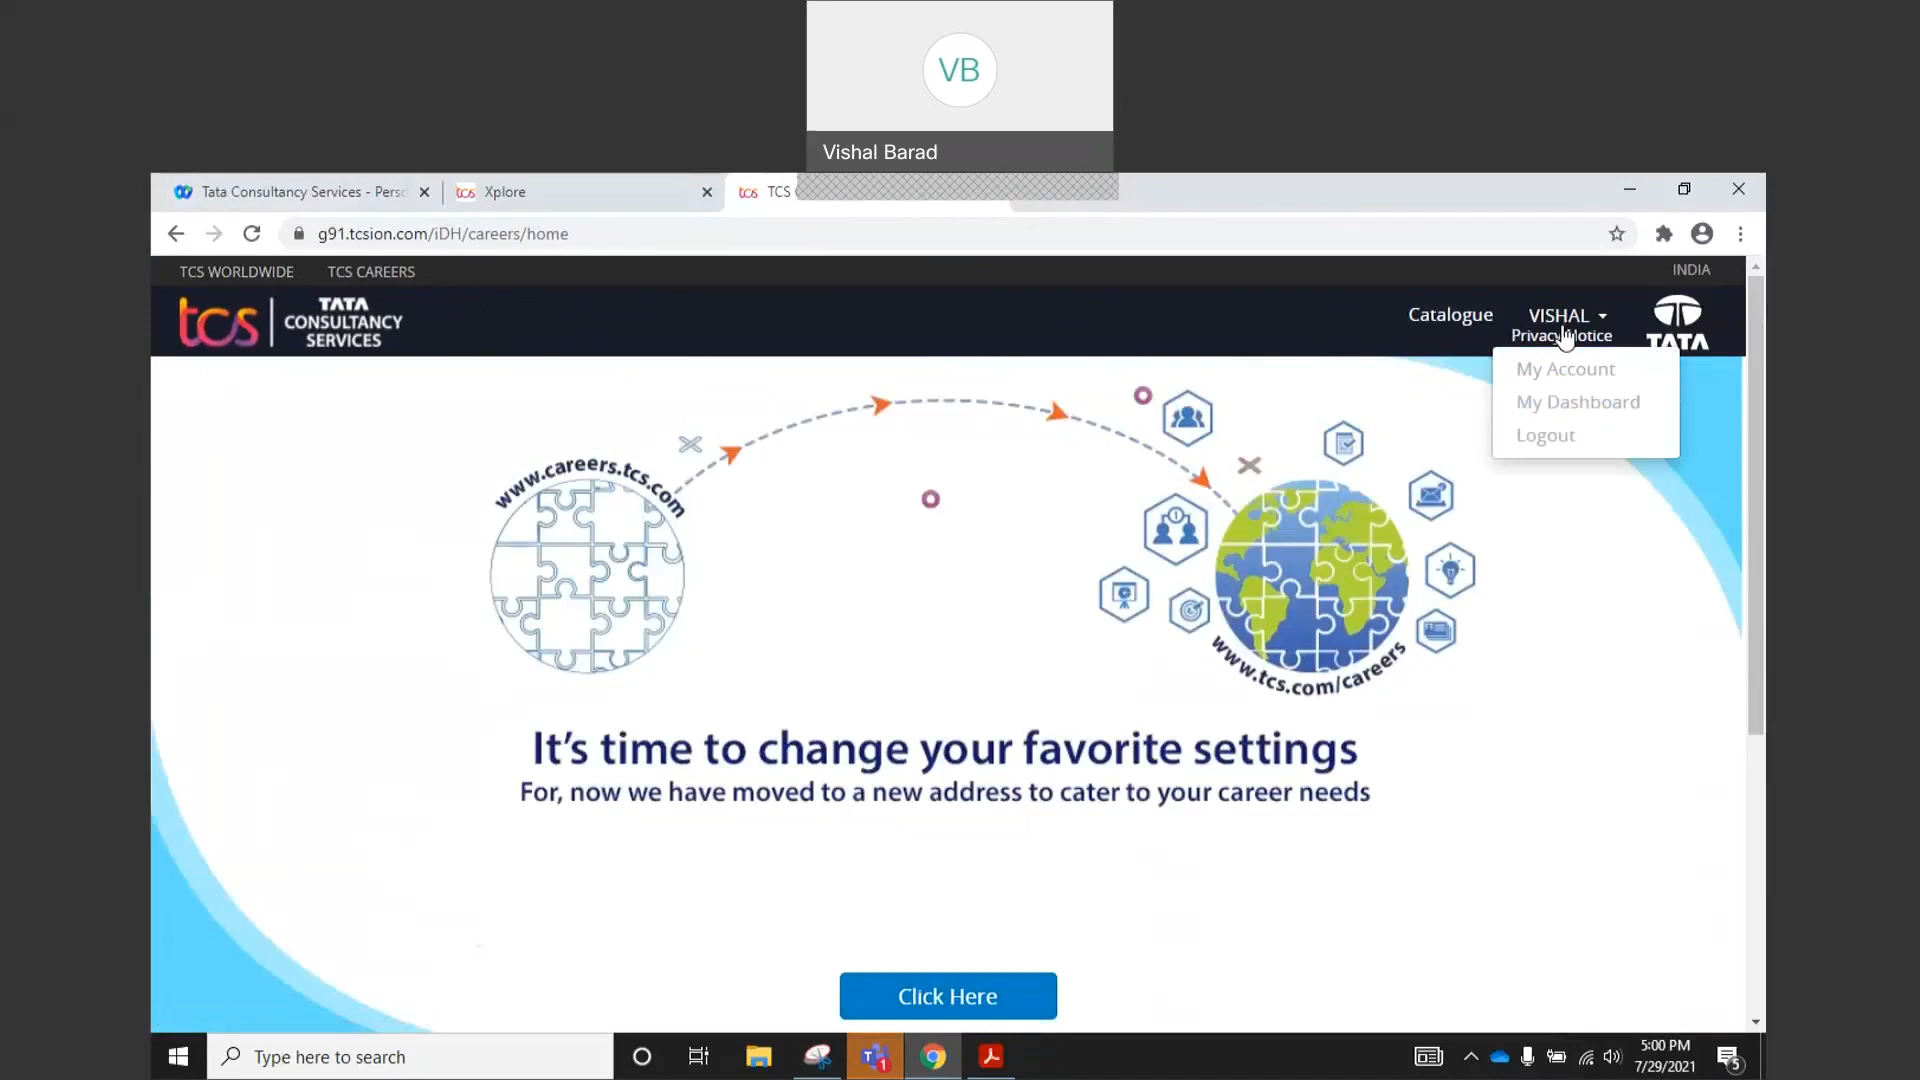 VB
Vishal Barad
Tata Consultancy Services - Pers
tcs Xplore
tcs TCS
g91.tcsion.com/iDH/careers/home
TCS WORLDWIDE TCS CAREERS INDIA
tcs TATA CONSULTANCY SERVICES
Catalogue VISHAL
Privacy Notice
TATA
My Account
My Dashboard
Logout
www.careers.tcs.com
www.tcs.com/careers
It's time to change your favorite settings
For, now we have moved to a new address to cater to your career needs
Click Here
Type here to search
T 1
5:00 PM
7/29/2021
5